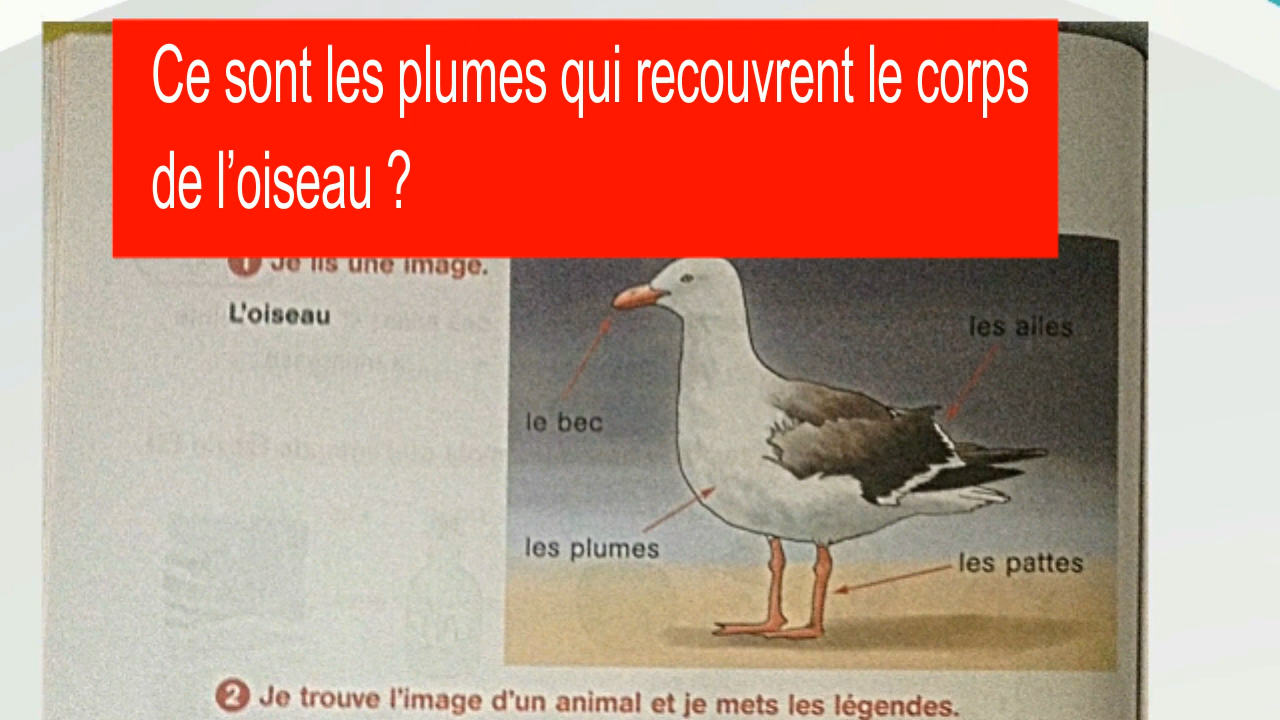 Ce sont les plumes qui recouvrent le corps
de l'oiseau ?
1 Je lis une image.
L'oiseau
les ailes
le bec
les plumes
les pattes
2 Je trouve l'image d'un animal et je mets les légendes.